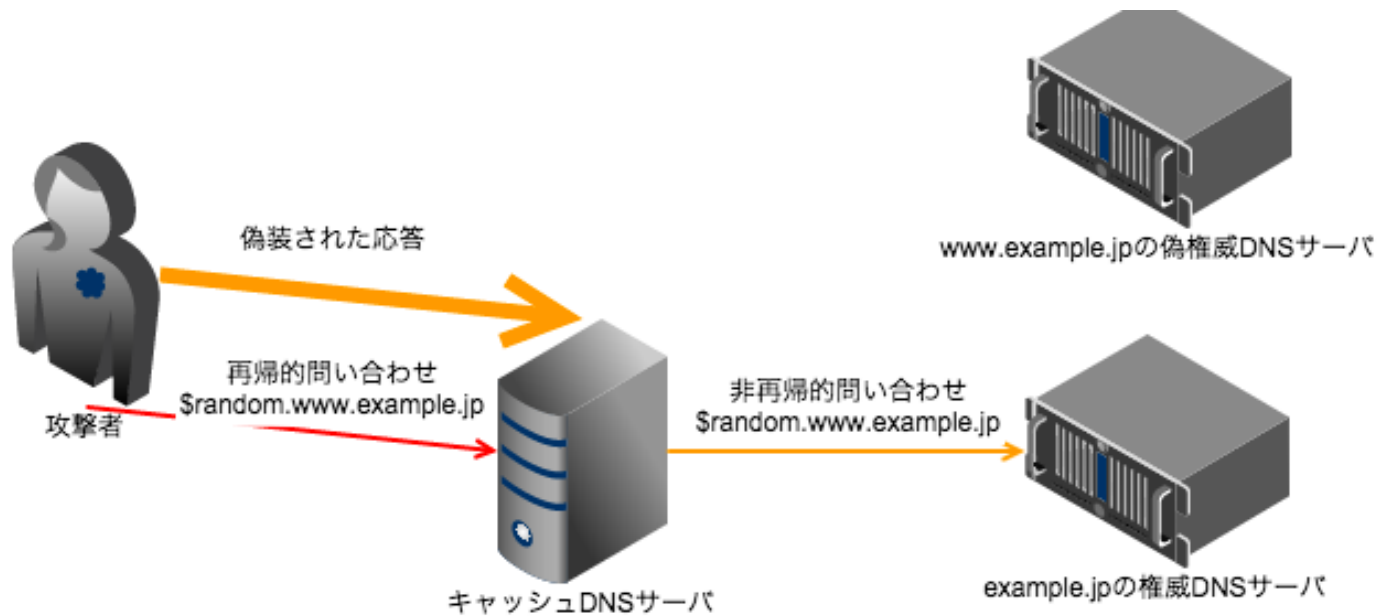 www.example.jpの偽権威DNSサーバ
偽装された応答
再帰的問い合わせ
$random.www.example.jp
攻撃者
非再帰的問い合わせ
$random.www.example.jp
キャッシュDNSサーバ
example.jpの権威DNSサーバ